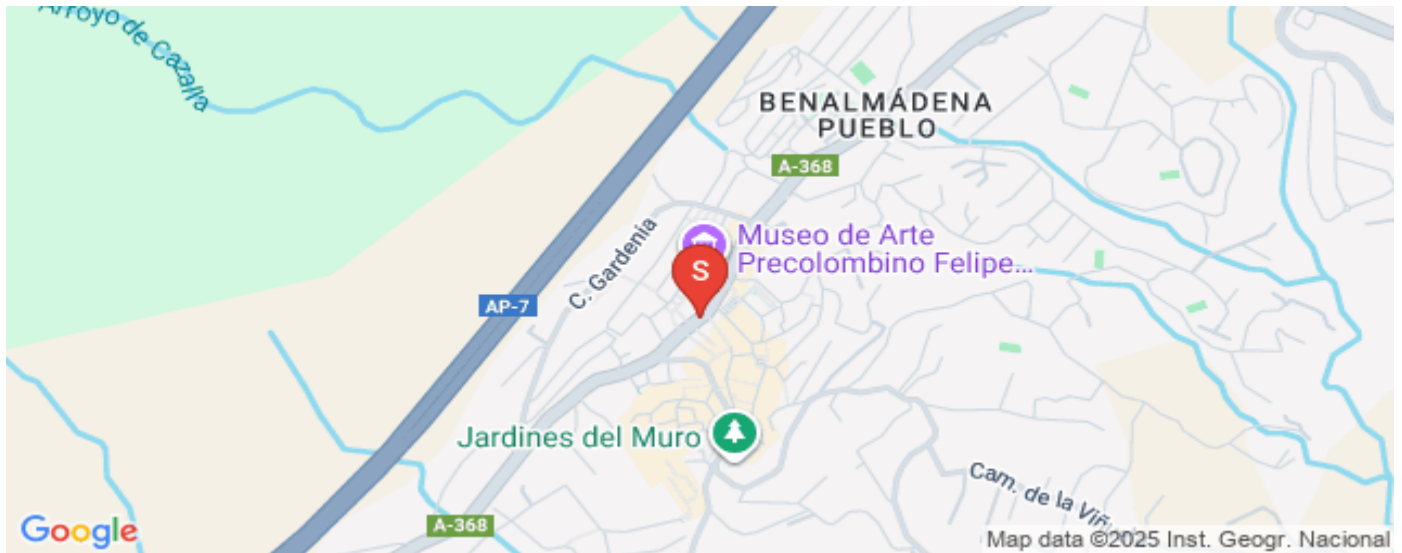 Arroyo de Cazalla
BENALMÁDENA
PUEBLO
A-368
C. Gardenia
Museo de Arte
Precolombino Felipe...
S
AP-7
Jardines del Muro
Cam. de la
A-368
Google
Map data ©2025 Inst. Geogr. Nacional